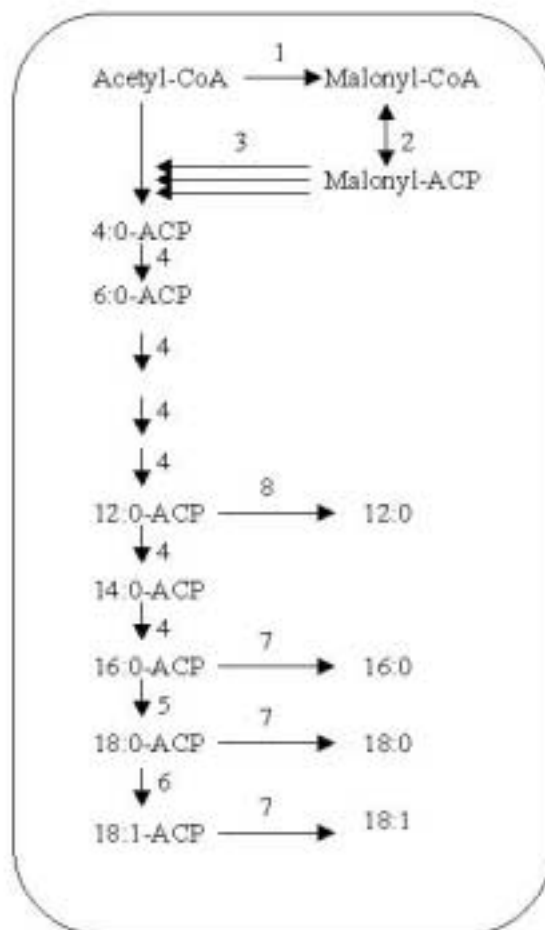 1
Acetyl-CoA Malonyl-CoA
3 2
Malonyl-ACP
4:0-ACP
4
6:0-ACP
4
4
4
8
12:0-ACP 12:0
4
14:0-ACP
4
7
16:0-ACP 16:0
5
7
18:0-ACP 18:0
6
7
18:1-ACP 18:1